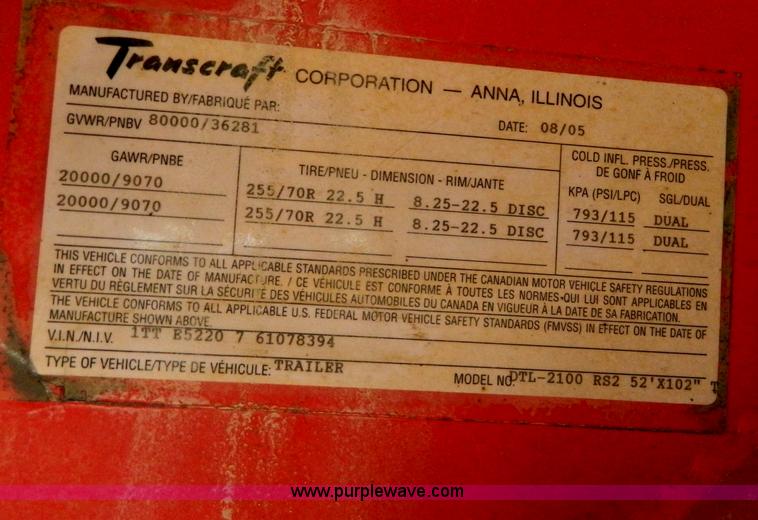 Transcraft CORPORATION — ANNA, ILLINOIS
MANUFACTURED BY/FABRIQUÉ PAR:
GVWR/PNBV 80000/36281 DATE: 08/05
GAWR/PNBE TIRE/PNEU - DIMENSION - RIM/JANTE COLD INFL. PRESS./PRESS. DE GONF À FROID
KPA (PSI/LPC) SGL/DUAL
20000/9070 255/70R 22.5 H 8.25-22.5 DISC 793/115 DUAL
20000/9070 255/70R 22.5 H 8.25-22.5 DISC 793/115 DUAL
THIS VEHICLE CONFORMS TO ALL APPLICABLE STANDARDS PRESCRIBED UNDER THE CANADIAN MOTOR VEHICLE SAFETY REGULATIONS
IN EFFECT ON THE DATE OF MANUFACTURE. / CE VÉHICULE EST CONFORME À TOUTES LES NORMES QUI LUI SONT APPLICABLES EN
VERTU DU RÈGLEMENT SUR LA SÉCURITÉ DES VÉHICULES AUTOMOBILES DU CANADA EN VIGUEUR À LA DATE DE SA FABRICATION.
THE VEHICLE CONFORMS TO ALL APPLICABLE U.S. FEDERAL MOTOR VEHICLE SAFETY STANDARDS (FMVSS) IN EFFECT ON THE DATE OF
MANUFACTURE SHOWN ABOVE.
V.I.N./N.I.V. 1TT E5220 7 61078394
TYPE OF VEHICLE/TYPE DE VÉHICULE: TRAILER MODEL NO. DTL-2100 RS2 52'X102" T
www.purplewave.com